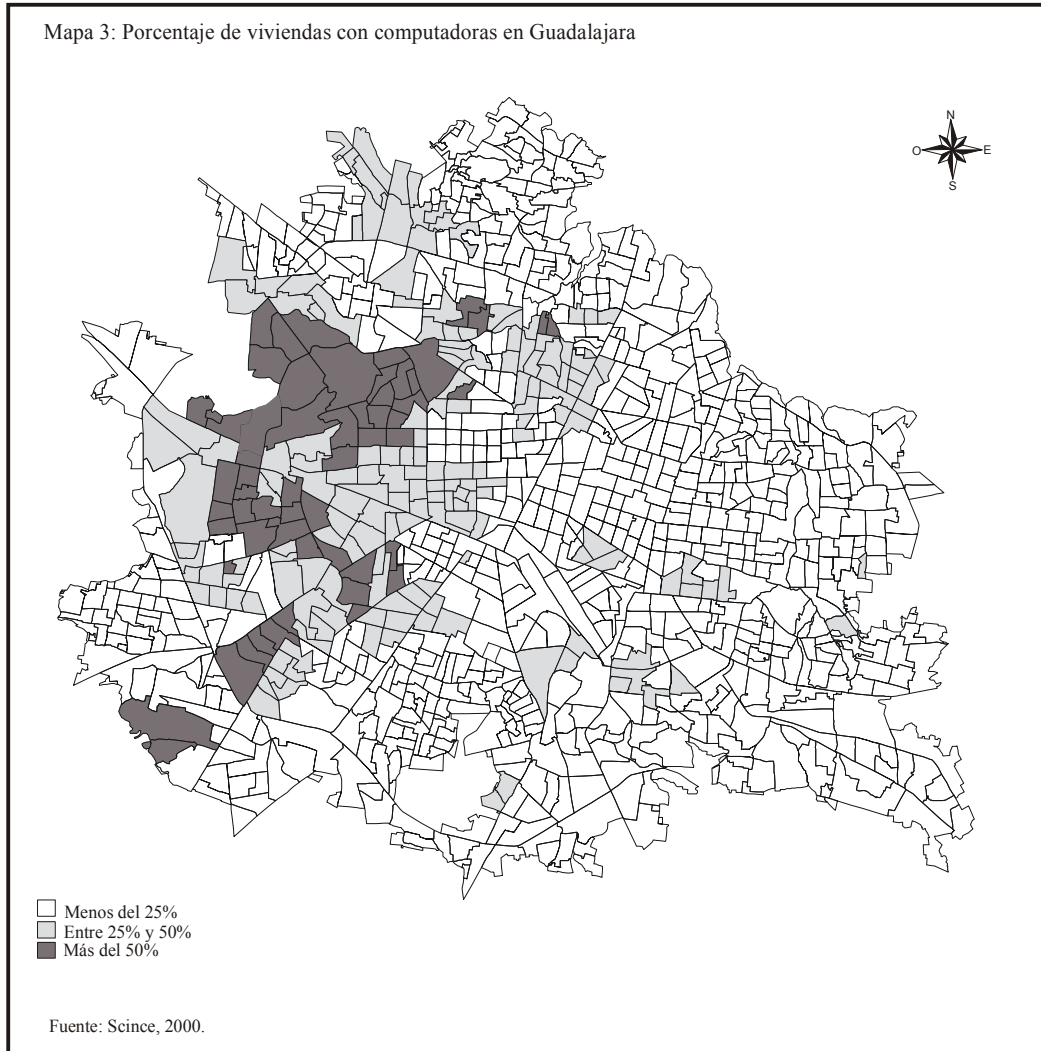 Mapa 3: Porcentaje de viviendas con computadoras en Guadalajara
N
O E
S
Menos del 25%
Entre 25% y 50%
Más del 50%
Fuente: Scince, 2000.